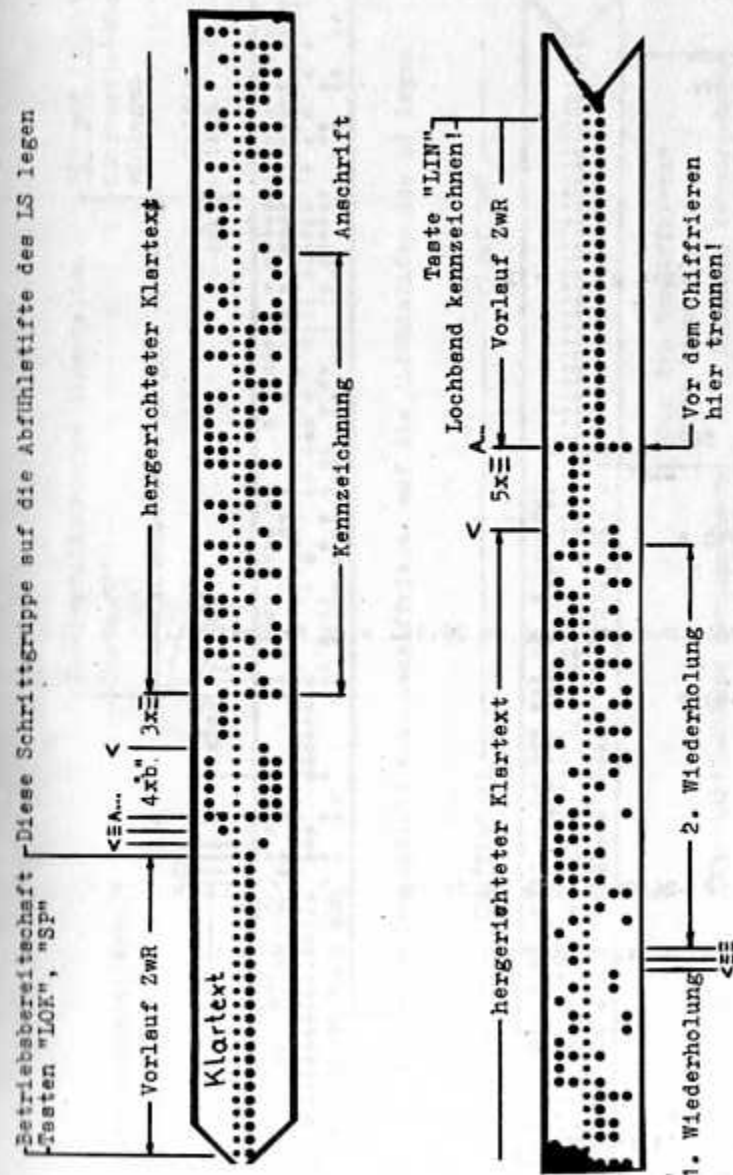 Betriebsbereitschaft
Tasten "LOK", "SP"
Diese Schrittgruppe auf die Abfühlstifte des LS legen
Vorlauf ZwR
<≡A...
4xb"
<
3x≡
hergerichteter Klartext
Klartext
Kennzeichnung
Anschrift
hergerichteter Klartext
<
5x≡
A...
Vorlauf ZwR
Taste "LIN"
Lochband kennzeichnen!
1. Wiederholung
<≡≡
2. Wiederholung
Vor dem Chiffrieren
hier trennen!